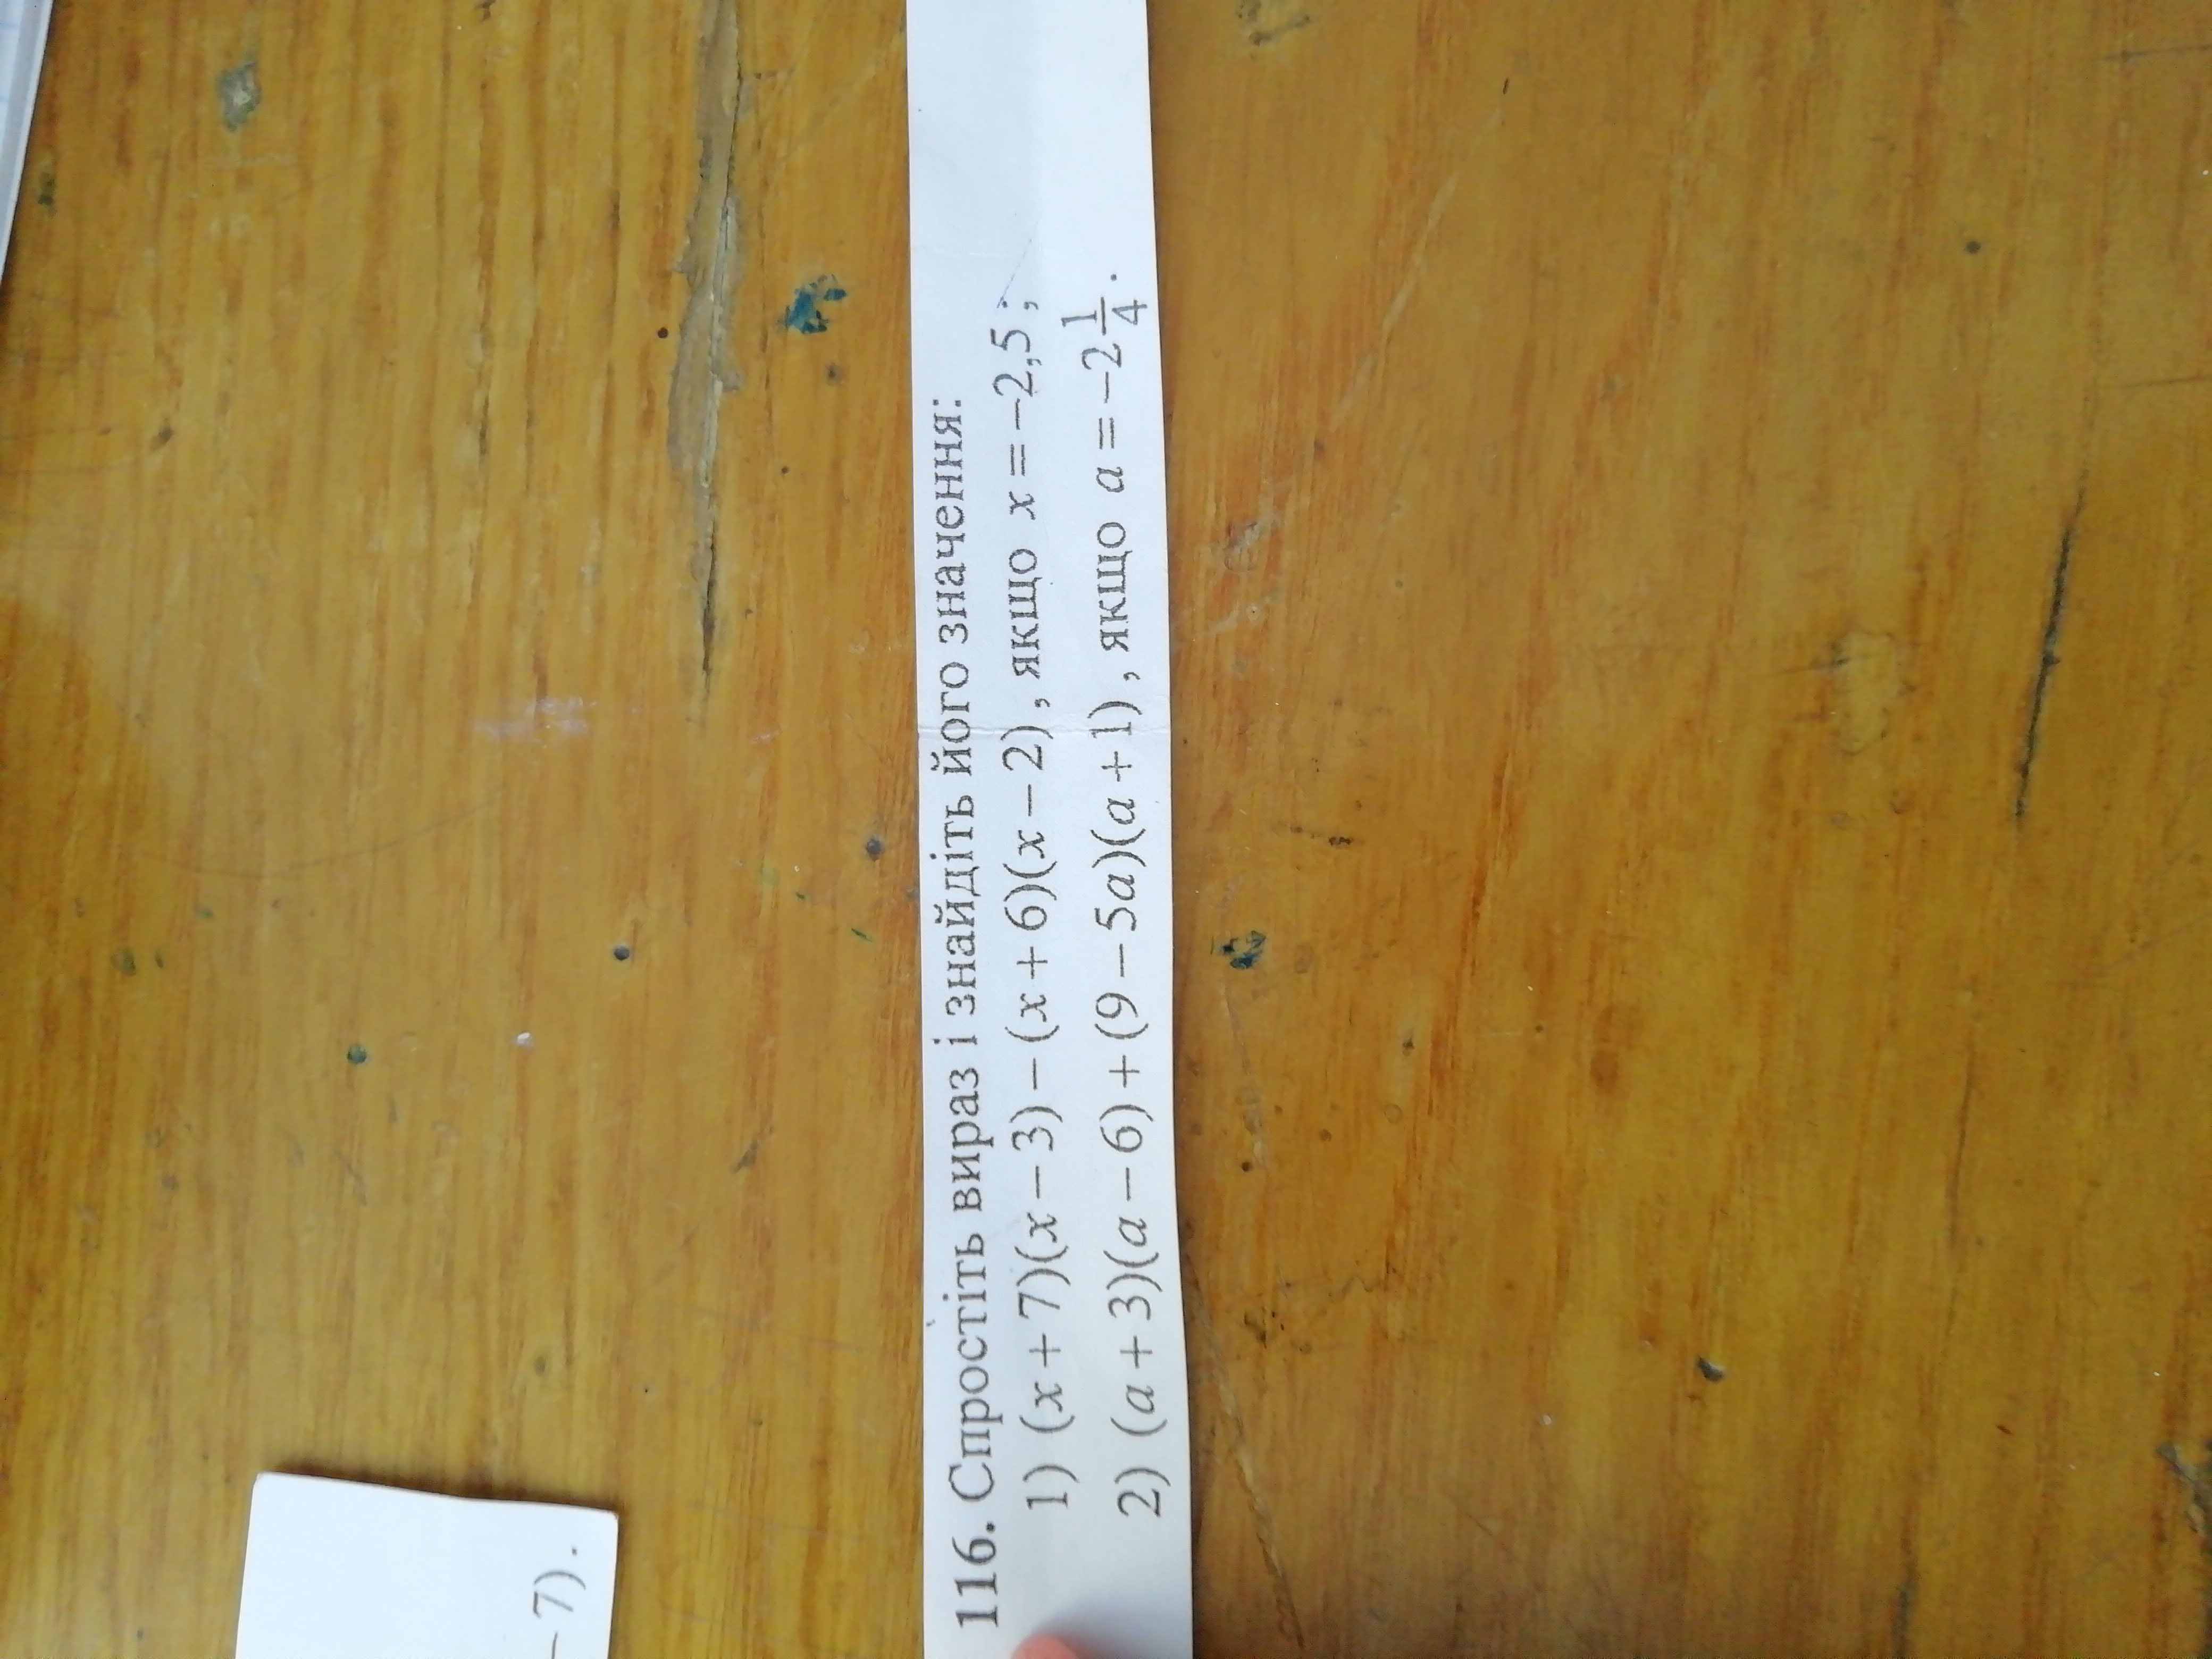 116. Спростіть вираз і знайдіть його значення:
1) (x + 7)(x − 3) − (x + 6)(x − 2), якщо x = −2,5;
2) (a + 3)(a − 6) + (9 − 5a)(a + 1), якщо a = −2 1/4.
− 7).